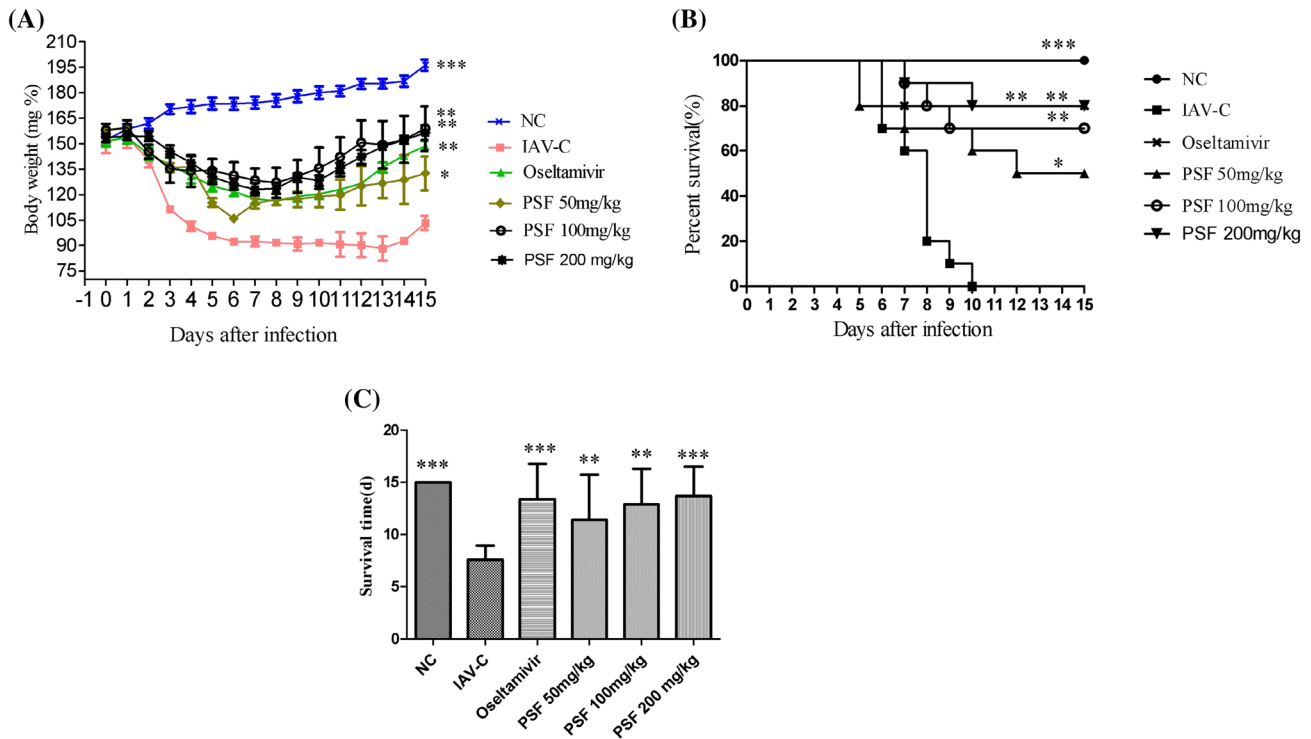 (A)
Body weight (mg %)
210
195
180
165
150
135
120
105
90
75
-1 0 1 2 3 4 5 6 7 8 9 10 11 12 13 14 15
Days after infection
***
**
**
**
*
NC
IAV-C
Oseltamivir
PSF 50mg/kg
PSF 100mg/kg
PSF 200 mg/kg
(B)
Percent survival(%)
100
80
60
40
20
0
0 1 2 3 4 5 6 7 8 9 10 12 13 14 15
Days after infection
***
** **
**
*
NC
IAV-C
Oseltamivir
PSF 50mg/kg
PSF 100mg/kg
PSF 200mg/kg
(C)
Survival time(d)
20
15
10
5
0
*** *** ** ** ***
NC
IAV-C
Oseltamivir
PSF 50mg/kg
PSF 100mg/kg
PSF 200 mg/kg